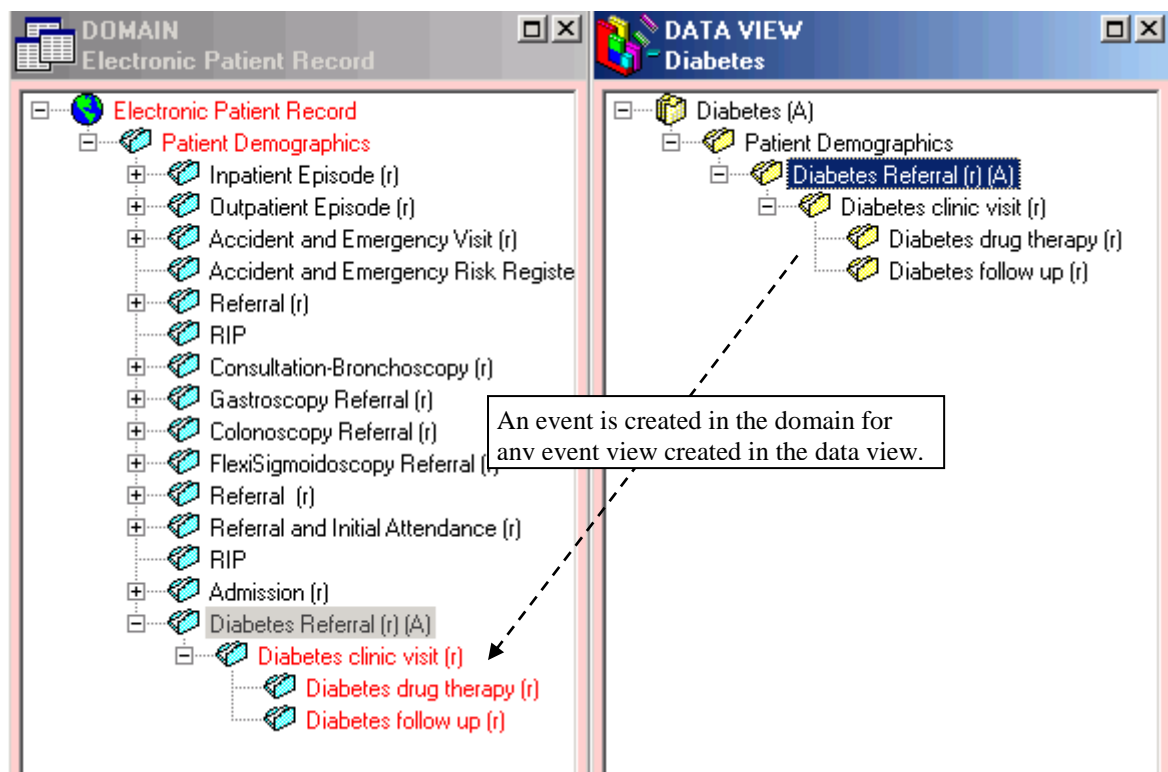 DOMAIN
Electronic Patient Record
Electronic Patient Record
Patient Demographics
Inpatient Episode (r)
Outpatient Episode (r)
Accident and Emergency Visit (r)
Accident and Emergency Risk Registe
Referral (r)
RIP
Consultation-Bronchoscopy (r)
Gastroscopy Referral (r)
Colonoscopy Referral (r)
FlexiSigmoidoscopy Referral (r
Referral (r)
Referral and Initial Attendance (r)
RIP
Admission (r)
Diabetes Referral (r) (A)
Diabetes clinic visit (r)
Diabetes drug therapy (r)
Diabetes follow up (r)
DATA VIEW
Diabetes
Diabetes (A)
Patient Demographics
Diabetes Referral (r) (A)
Diabetes clinic visit (r)
Diabetes drug therapy (r)
Diabetes follow up (r)
An event is created in the domain for
any event view created in the data view.